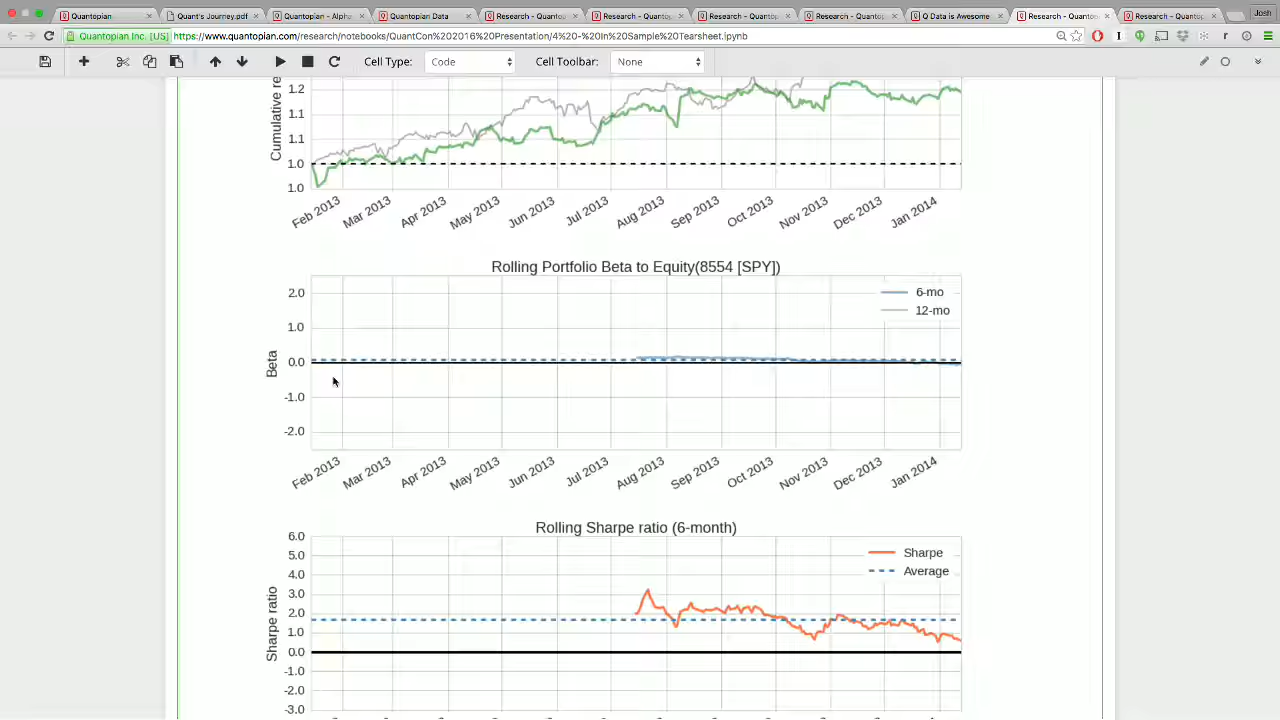 Quantopian
Quant's Journey.pdf
Quantopian - Alpha
Quantopian Data
Research - Quantop
Research - Quantop
Research - Quantop
Research - Quantop
Q Data is Awesome
Research - Quantop
Research - Quantop
Josh
Quantopian Inc. [US] https://www.quantopian.com/research/notebooks/QuantCon%202016%20Presentation/4%20-%20In%20Sample%20Tearsheet.ipynb
Cell Type: Code Cell Toolbar: None
Cumulative re
1.2
1.1
1.1
1.0
1.0
Feb 2013 Mar 2013 Apr 2013 May 2013 Jun 2013 Jul 2013 Aug 2013 Sep 2013 Oct 2013 Nov 2013 Dec 2013 Jan 2014
Rolling Portfolio Beta to Equity(8554 [SPY])
Beta
2.0
1.0
0.0
-1.0
-2.0
6-mo
12-mo
Feb 2013 Mar 2013 Apr 2013 May 2013 Jun 2013 Jul 2013 Aug 2013 Sep 2013 Oct 2013 Nov 2013 Dec 2013 Jan 2014
Rolling Sharpe ratio (6-month)
Sharpe ratio
6.0
5.0
4.0
3.0
2.0
1.0
0.0
-1.0
-2.0
-3.0
Sharpe
Average